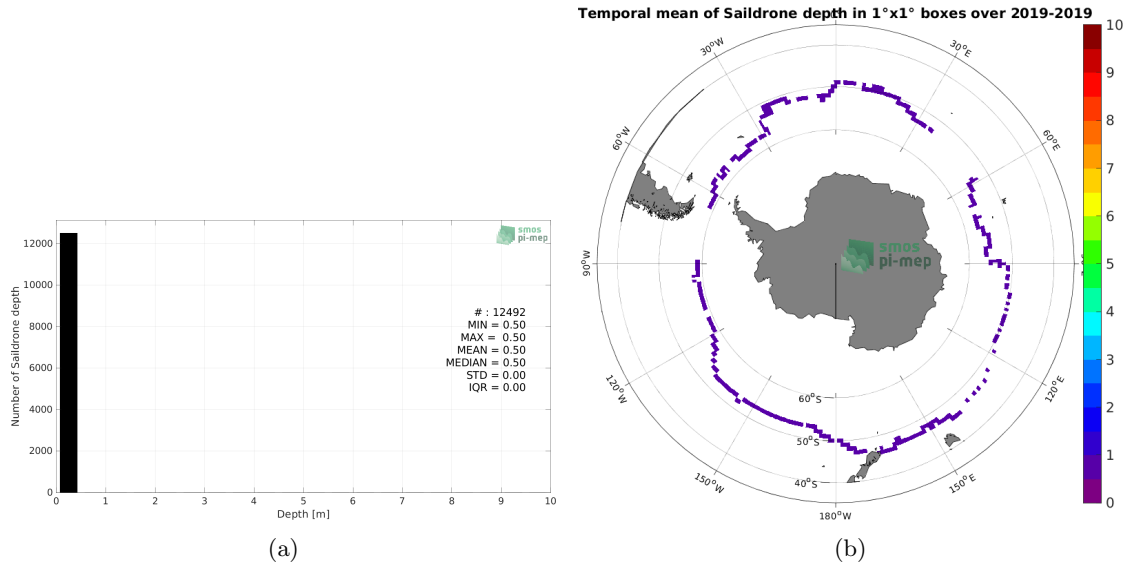 Temporal mean of Saildrone depth in 1°x1° boxes over 2019-2019
smos
pi-mep
# : 12492
MIN = 0.50
MAX = 0.50
MEAN = 0.50
MEDIAN = 0.50
STD = 0.00
IQR = 0.00
Number of Saildrone depth
12000
10000
8000
6000
4000
2000
0
0 1 2 3 4 5 6 7 8 9 10
Depth [m]
(a)
30°W
30°E
60°W
60°E
90°W
smos
pi-mep
120°W
120°E
60°S
50°S
40°S
150°W
150°E
180°W
10
9
8
7
6
5
4
3
2
1
0
(b)